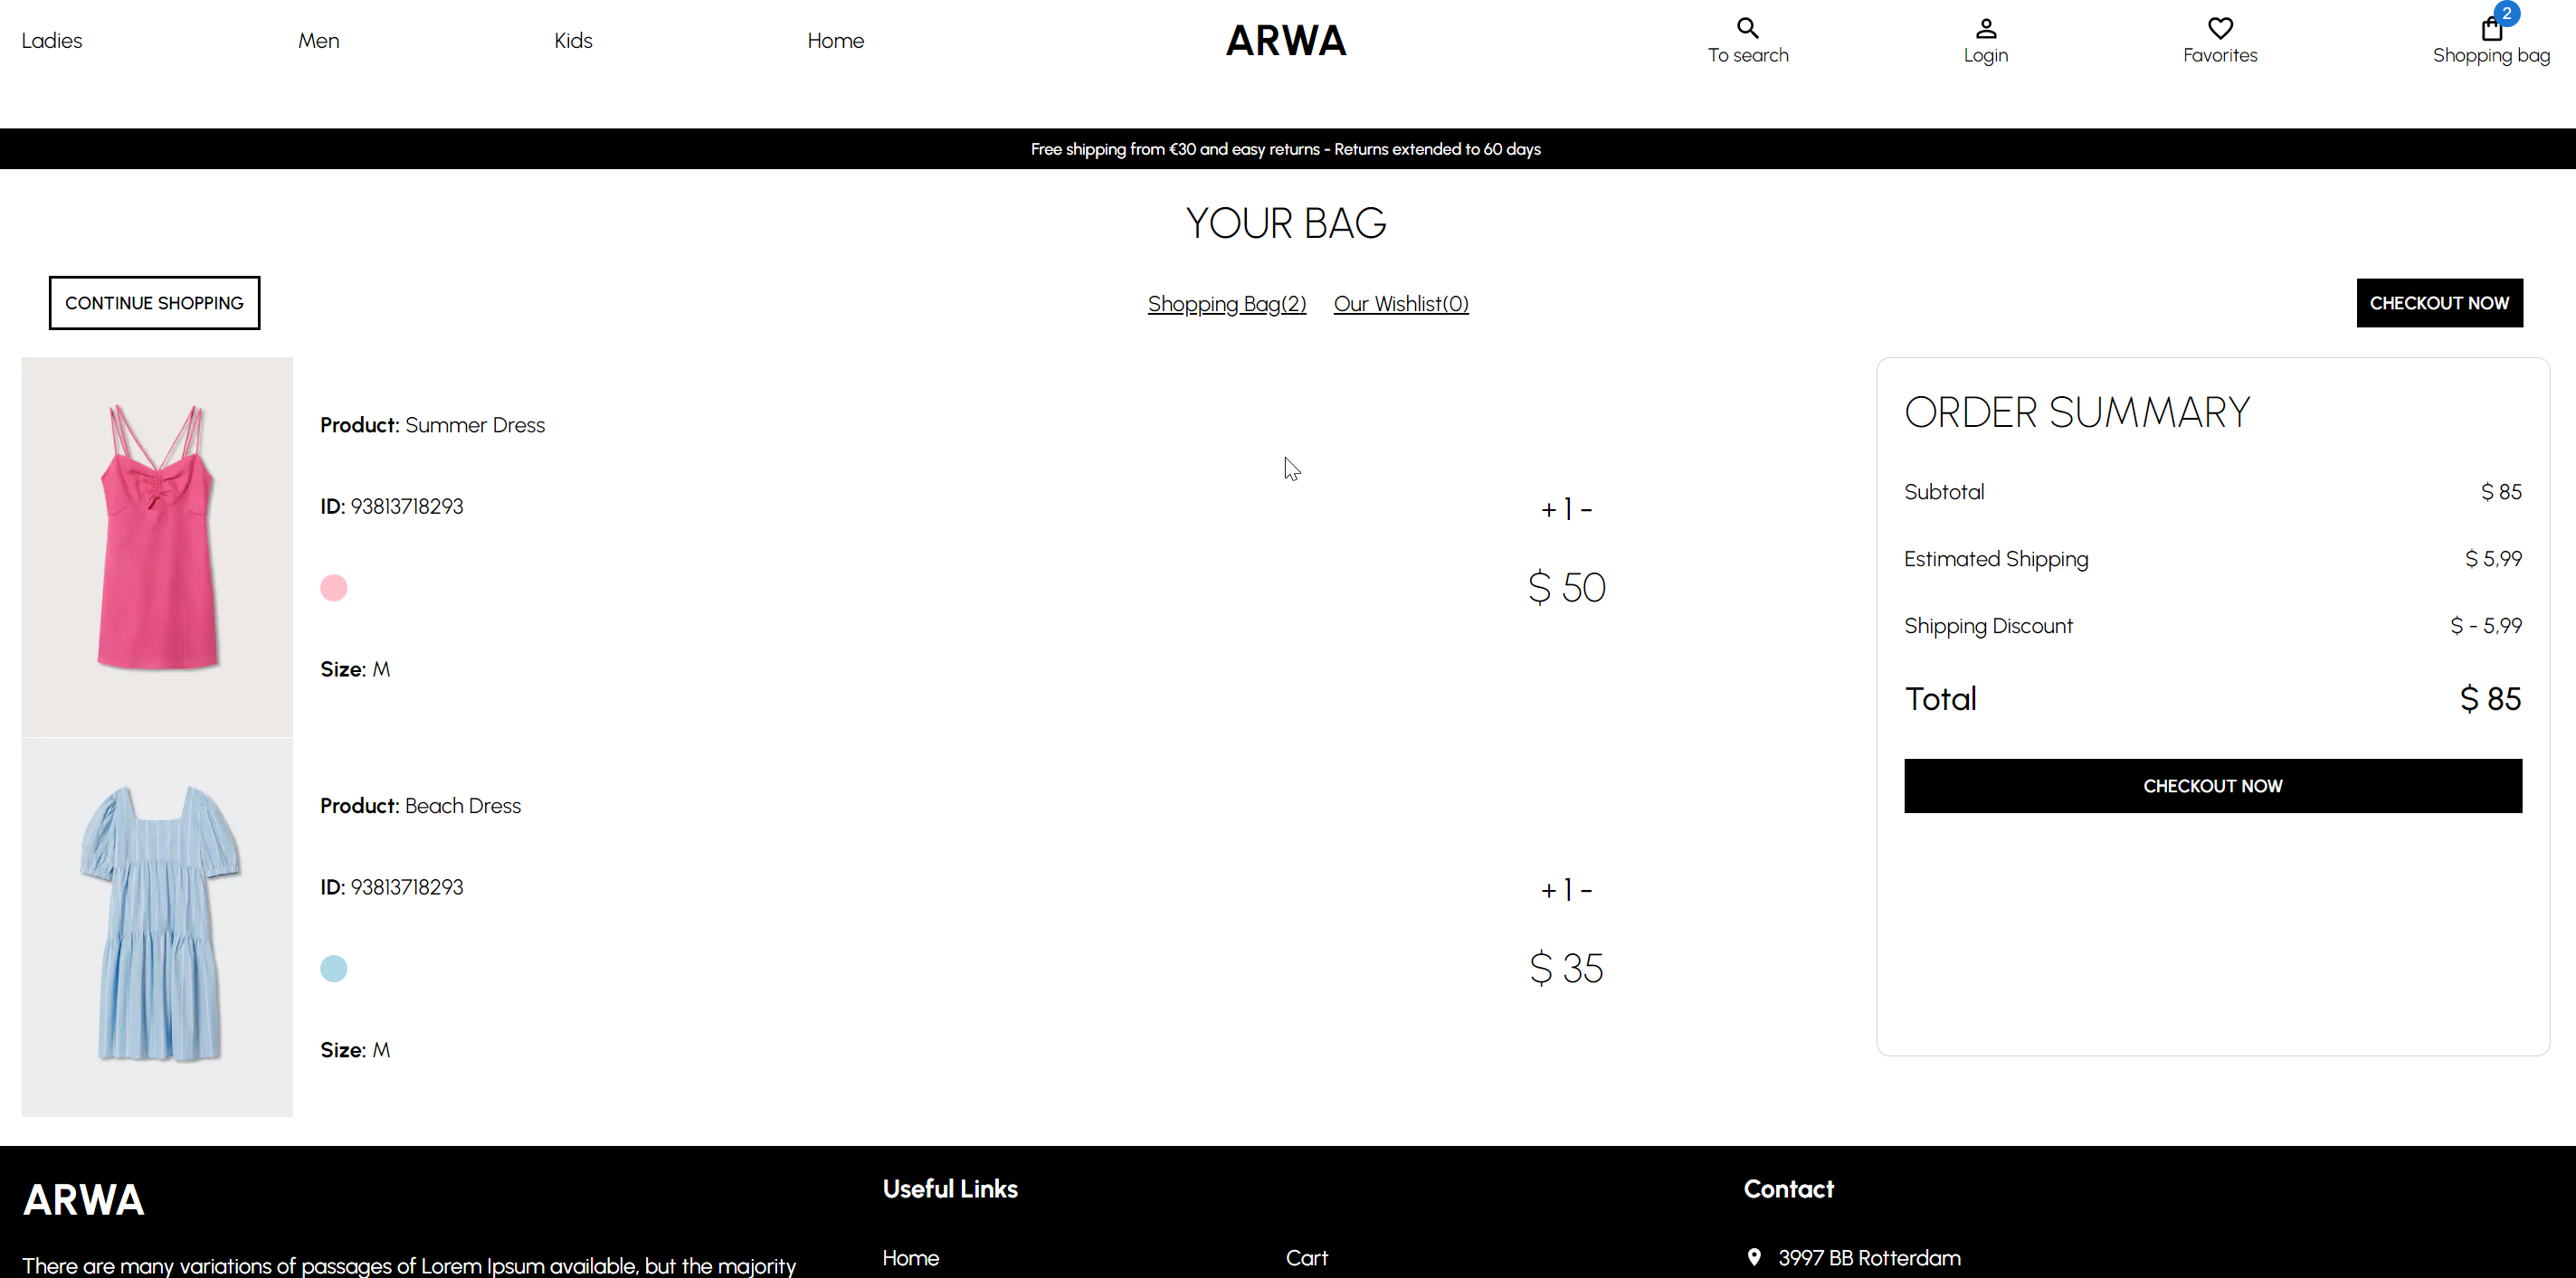 Ladies Men Kids Home ARWA To search Login Favorites 2 Shopping bag
Free shipping from €30 and easy returns - Returns extended to 60 days
YOUR BAG
CONTINUE SHOPPING Shopping Bag(2) Our Wishlist(0) CHECKOUT NOW
Product: Summer Dress
ID: 93813718293
Size: M
+ 1 -
$ 50
Product: Beach Dress
ID: 93813718293
Size: M
+ 1 -
$ 35
ORDER SUMMARY
Subtotal $ 85
Estimated Shipping $ 5,99
Shipping Discount $ - 5,99
Total $ 85
CHECKOUT NOW
ARWA
There are many variations of passages of Lorem Ipsum available, but the majority
Useful Links
Home Cart
Contact
3997 BB Rotterdam